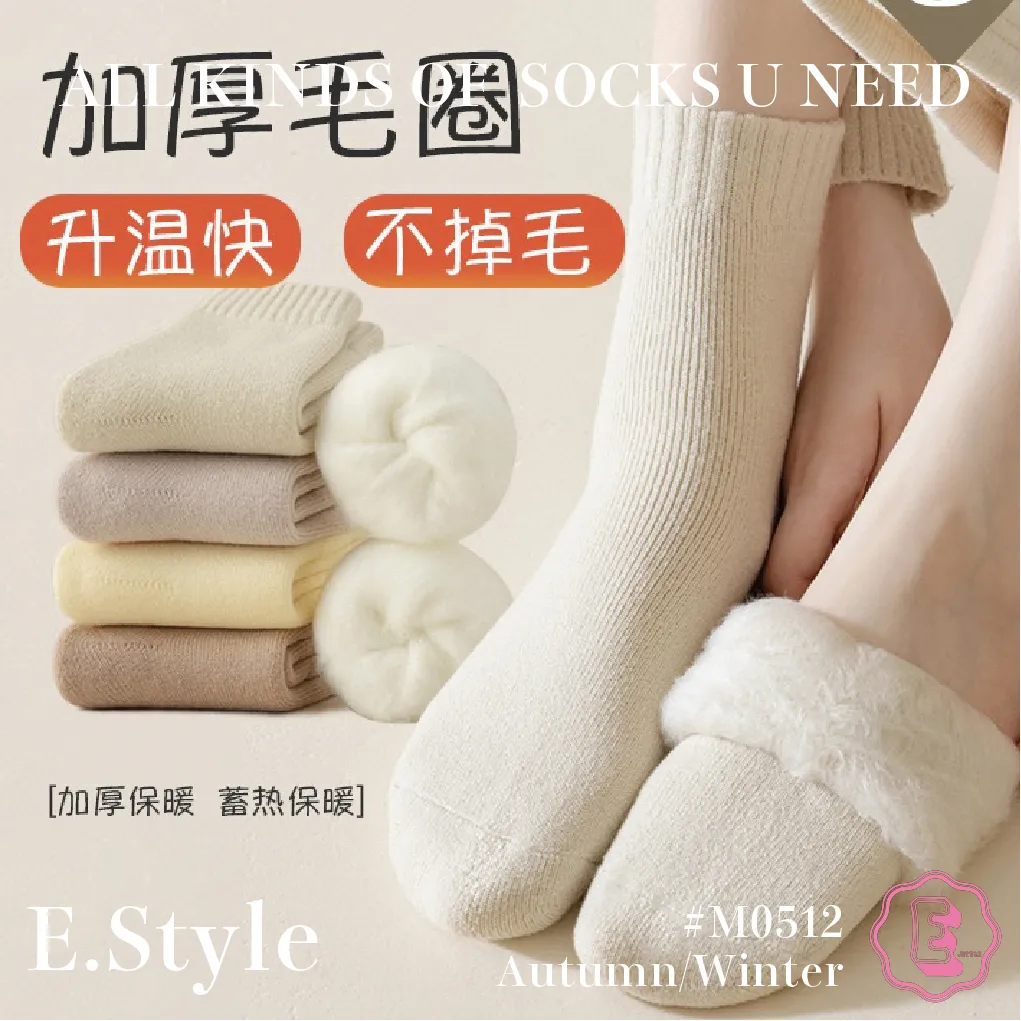 ALL KINDS OF SOCKS U NEED
加厚毛圈
升温快 不掉毛
[加厚保暖 蓄热保暖]
E.Style
#M0512
Autumn/Winter
E